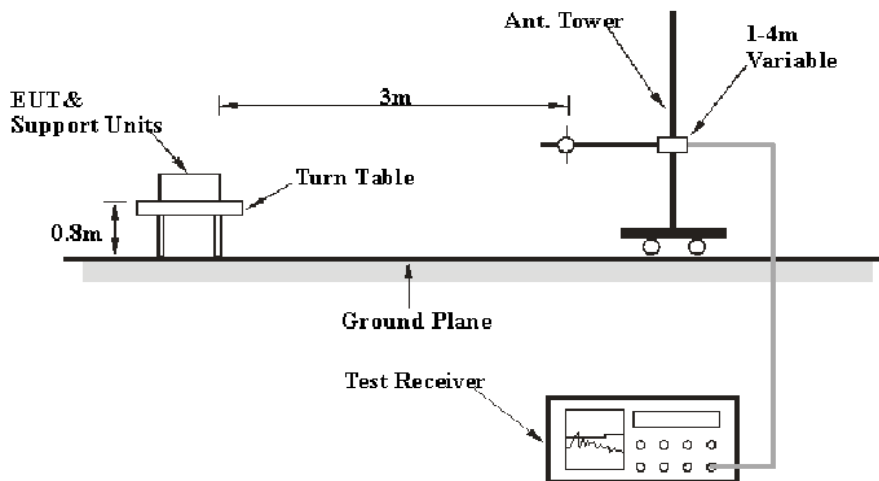 Ant. Tower
1-4m
Variable
3m
EUT&
Support Units
Turn Table
0.8m
Ground Plane
Test Receiver